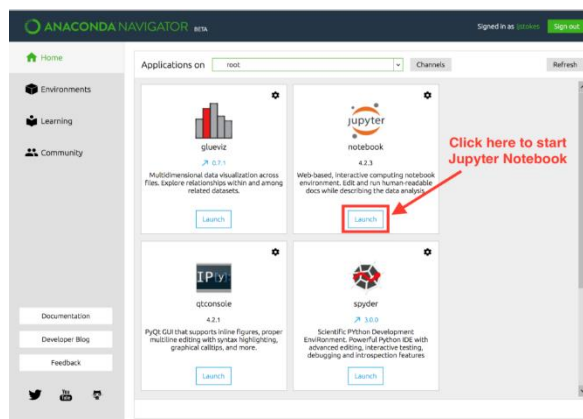 ANACONDA NAVIGATOR BETA
Signed in as ijstokes
Sign out
Home
Environments
Learning
Community
Documentation
Developer Blog
Feedback
You
Tube
Applications on
root
Channels
Refresh
glueviz
0.7.1
Multidimensional data visualization across
files. Explore relationships within and among
related datasets.
Launch
jupyter
notebook
4.2.3
Web-based, interactive computing notebook
environment. Edit and run human-readable
docs while describing the data analysis.
Launch
Click here to start
Jupyter Notebook
IP[y]
qtconsole
4.2.1
PyQt GUI that supports inline figures, proper
multiline editing with syntax highlighting,
graphical calltips, and more.
Launch
spyder
3.0.0
Scientific PYthon Development
EnviRonment. Powerful Python IDE with
advanced editing, interactive testing,
debugging and introspection features
Launch